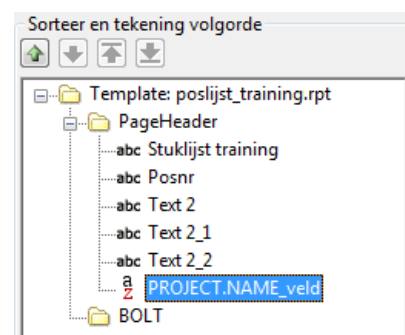 Sorteer en tekening volgorde
Template: poslijst_training.rpt
PageHeader
abc Stuklijst training
abc Posnr
abc Text 2
abc Text 2_1
abc Text 2_2
a
z PROJECT.NAME_veld
BOLT